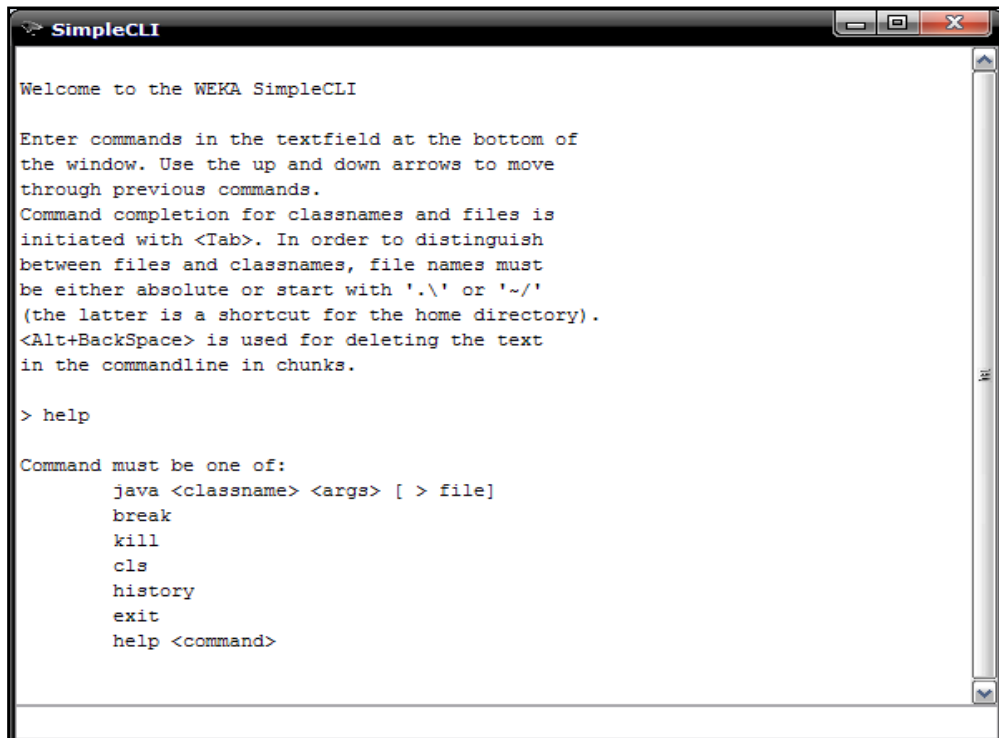 SimpleCLI
Welcome to the WEKA SimpleCLI
Enter commands in the textfield at the bottom of
the window. Use the up and down arrows to move
through previous commands.
Command completion for classnames and files is
initiated with <Tab>. In order to distinguish
between files and classnames, file names must
be either absolute or start with '.\' or '~/'
(the latter is a shortcut for the home directory).
<Alt+BackSpace> is used for deleting the text
in the commandline in chunks.
> help
Command must be one of:
java <classname> <args> [ > file]
break
kill
cls
history
exit
help <command>